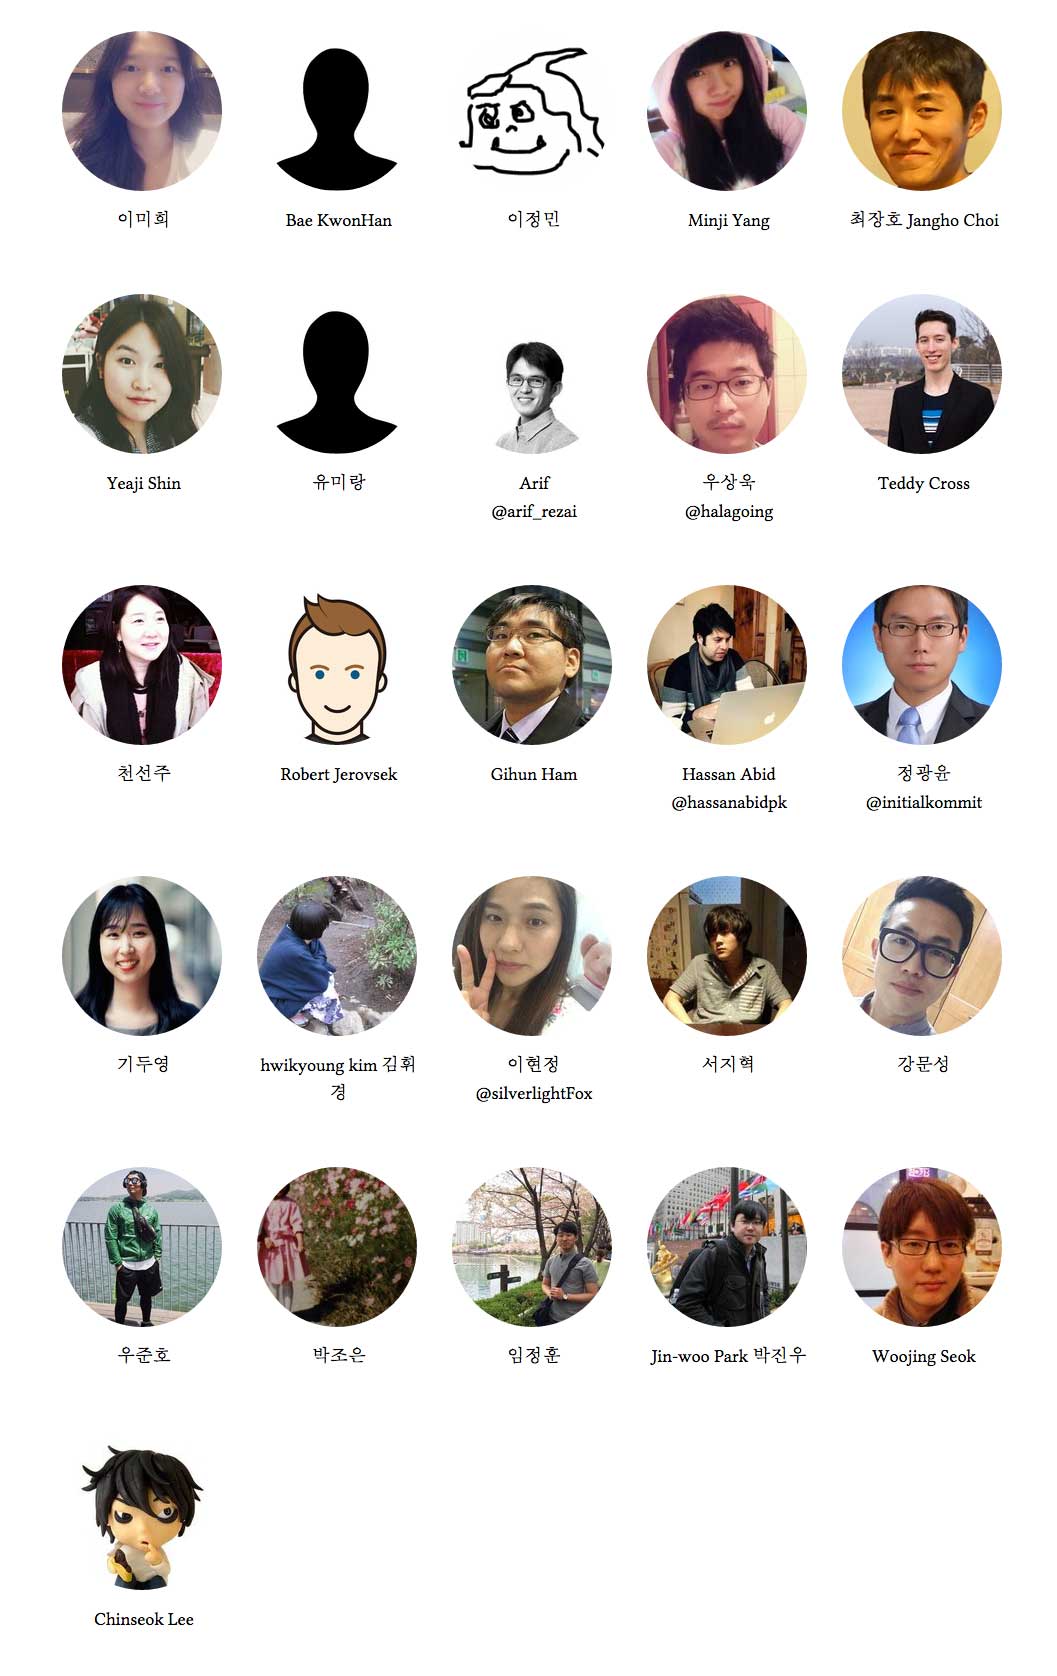 이미희
Bae KwonHan
이정민
Minji Yang
최장호 Jangho Choi
Yeaji Shin
유미랑
Arif
@arif_rezai
우상욱
@halagoing
Teddy Cross
천선주
Robert Jerovsek
Gihun Ham
Hassan Abid
@hassanabidpk
정광윤
@initialkommit
기두영
hwikyoung kim 김휘
경
이현정
@silverlightFox
서지혁
강문성
우준호
박조은
임정훈
Jin-woo Park 박진우
Woojing Seok
Chinseok Lee